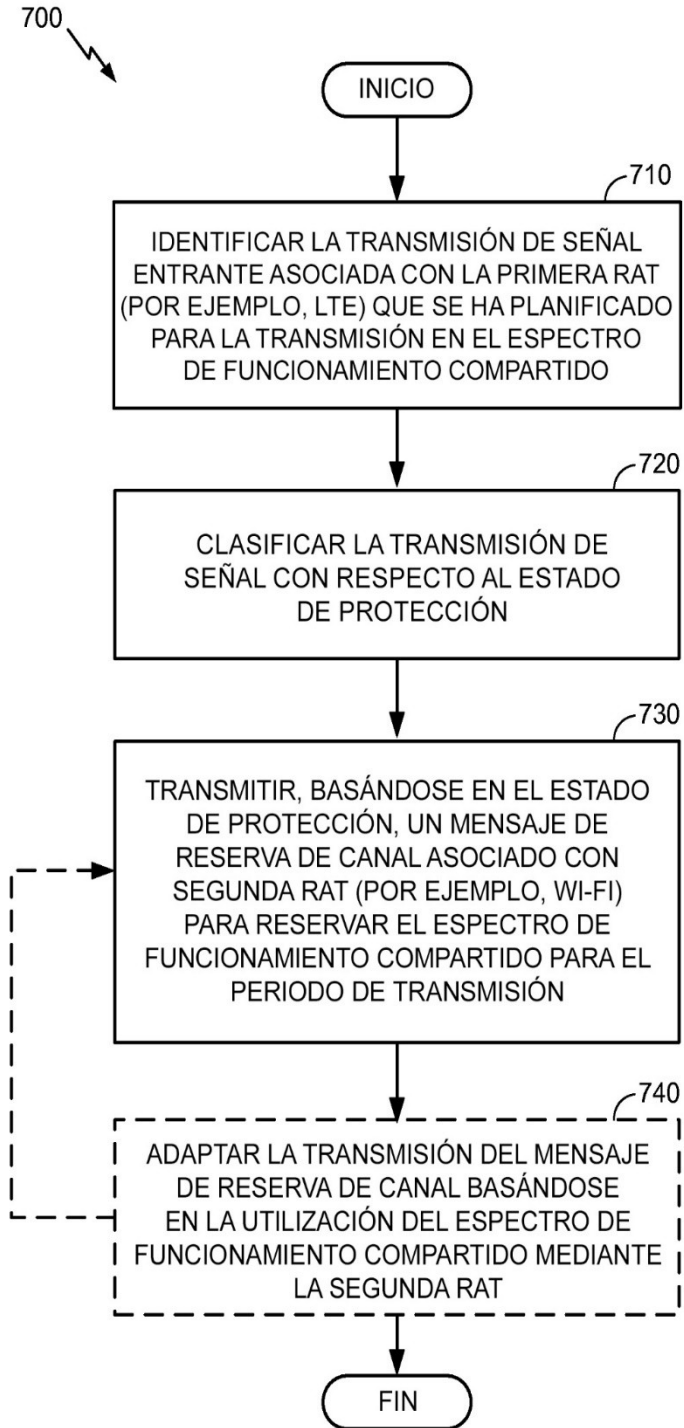 700
INICIO
710
IDENTIFICAR LA TRANSMISIÓN DE SEÑAL
ENTRANTE ASOCIADA CON LA PRIMERA RAT
(POR EJEMPLO, LTE) QUE SE HA PLANIFICADO
PARA LA TRANSMISIÓN EN EL ESPECTRO
DE FUNCIONAMIENTO COMPARTIDO
720
CLASIFICAR LA TRANSMISIÓN DE
SEÑAL CON RESPECTO AL ESTADO
DE PROTECCIÓN
730
TRANSMITIR, BASÁNDOSE EN EL ESTADO
DE PROTECCIÓN, UN MENSAJE DE
RESERVA DE CANAL ASOCIADO CON
SEGUNDA RAT (POR EJEMPLO, WI-FI)
PARA RESERVAR EL ESPECTRO DE
FUNCIONAMIENTO COMPARTIDO PARA EL
PERIODO DE TRANSMISIÓN
740
ADAPTAR LA TRANSMISIÓN DEL MENSAJE
DE RESERVA DE CANAL BASÁNDOSE
EN LA UTILIZACIÓN DEL ESPECTRO DE
FUNCIONAMIENTO COMPARTIDO MEDIANTE
LA SEGUNDA RAT
FIN